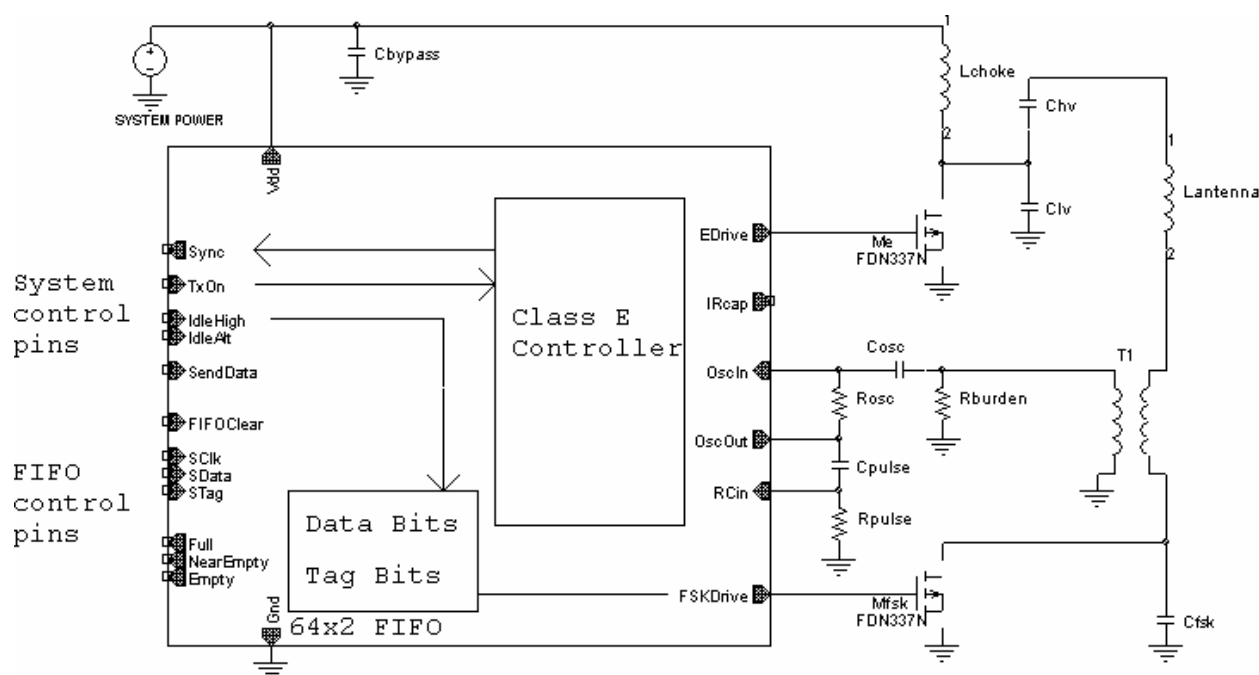 1
Cbypass
Lchoke
SYSTEM POWER
Chv
2
1
Vdd
Lantenna
Clv
EDrive
Me
FDN337N
2
Sync
System
control
pins
TxOn
IdleHigh
IdleAlt
IRcap
Class E
Controller
SendData
OscIn
Cosc
T1
Rosc
Rburden
FIFOClear
OscOut
FIFO
control
pins
SClk
SData
STag
Cpulse
RCin
Rpulse
Data Bits
Tag Bits
Full
NearEmpty
Empty
FSKDrive
Mfsk
FDN337N
Gnd
64x2 FIFO
Cfsk